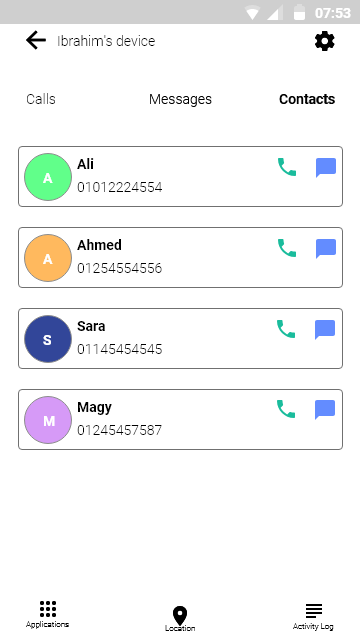 07:53
Ibrahim's device
Calls Messages Contacts
A Ali
01012224554
A Ahmed
01254554556
S Sara
01145454545
M Magy
01245457587
Applications Location Activity Log